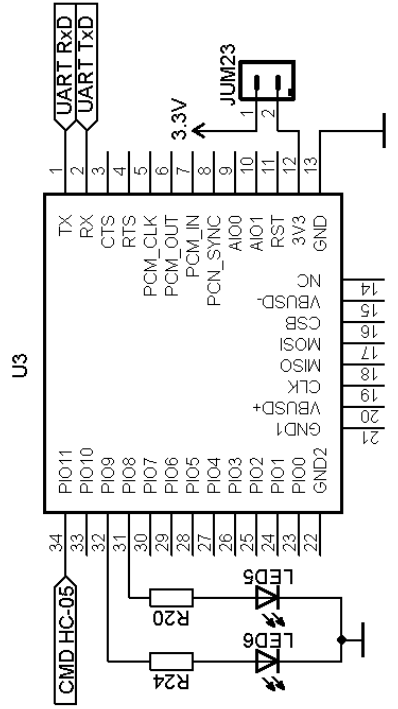 UART RxD
UART TxD
3.3V
JUM23
1
2
1
2
3
4
5
6
7
8
9
10
11
12
13
TX
RX
CTS
RTS
PCM_CLK
PCM_OUT
PCM_IN
PCN_SYNC
AIO0
AIO1
RST
3V3
GND
U3
NC
VBUSD-
CSB
MOSI
MISO
CLK
VBUSD+
GND1
14
15
16
17
18
19
20
21
PIO11
PIO10
PIO9
PIO8
PIO7
PIO6
PIO5
PIO4
PIO3
PIO2
PIO1
PIO0
GND2
34
33
32
31
30
29
28
27
26
25
24
23
22
CMD HC-05
R20
LED5
R24
LED6